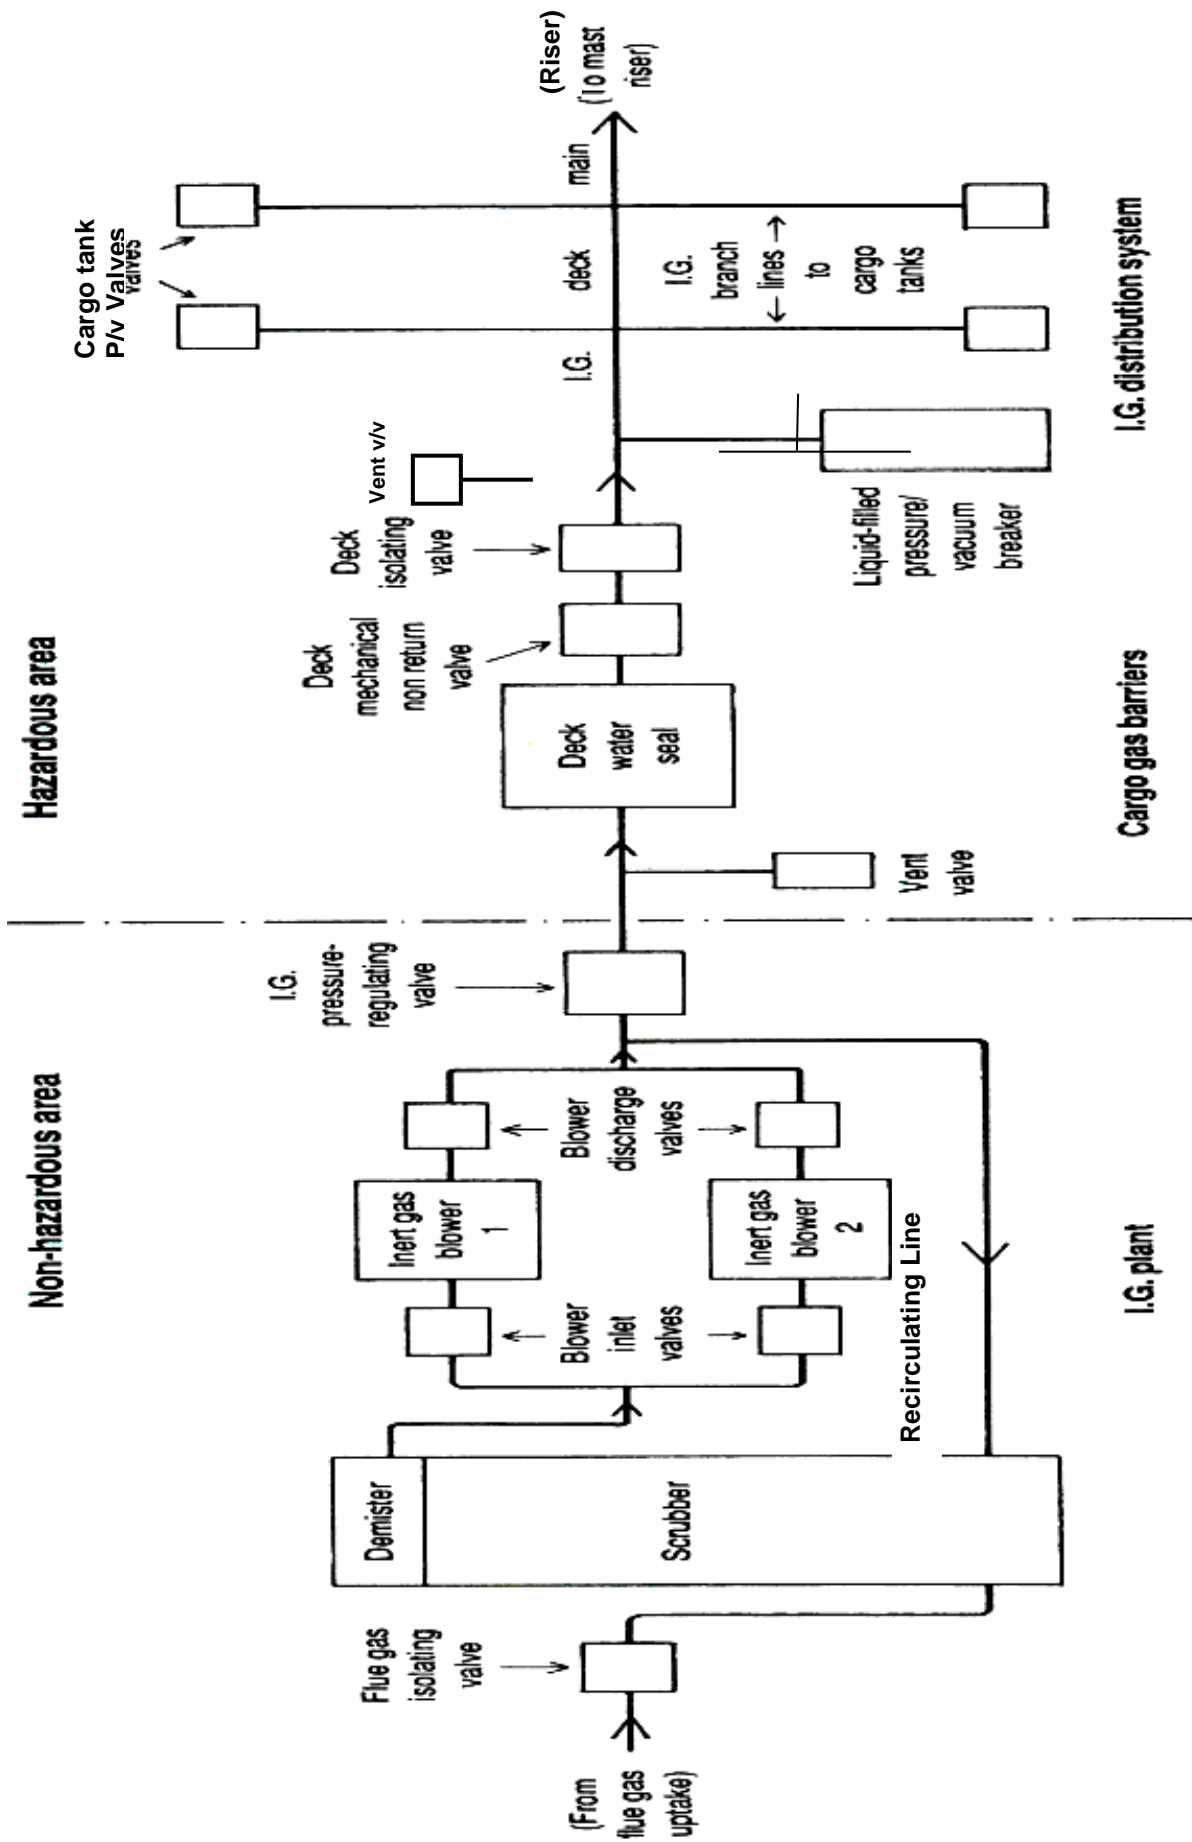 Non-hazardous area
Hazardous area
(From
flue gas
uptake)
Flue gas
isolating
valve
Demister
Scrubber
Blower
inlet
valves
Inert gas
blower
1
Inert gas
blower
2
Recirculating Line
Blower
discharge
valves
I.G.
pressure-
regulating
valve
Vent
valve
Deck
water
seal
Deck
mechanical
non return
valve
Deck
isolating
valve
Vent v/v
Liquid-filled
pressure/
vacuum
breaker
Cargo tank
P/v Valves
valves
I.G. deck main
I.G.
branch
← lines →
to
cargo
tanks
(Riser)
(To mast
riser)
I.G. plant
Cargo gas barriers
I.G. distribution system